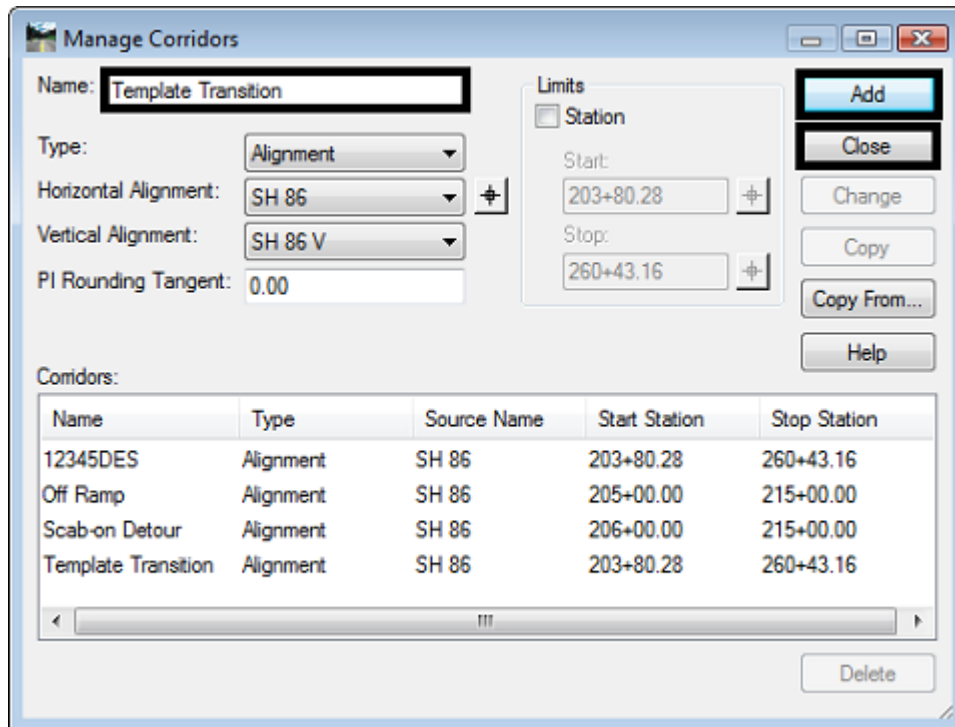 Manage Corridors
Name: Template Transition
Type: Alignment
Horizontal Alignment: SH 86
Vertical Alignment: SH 86 V
PI Rounding Tangent: 0.00
Limits
Station
Start:
203+80.28
Stop:
260+43.16
Add
Close
Change
Copy
Copy From...
Help
Corridors:
Name Type Source Name Start Station Stop Station
12345DES Alignment SH 86 203+80.28 260+43.16
Off Ramp Alignment SH 86 205+00.00 215+00.00
Scab-on Detour Alignment SH 86 206+00.00 215+00.00
Template Transition Alignment SH 86 203+80.28 260+43.16
Delete